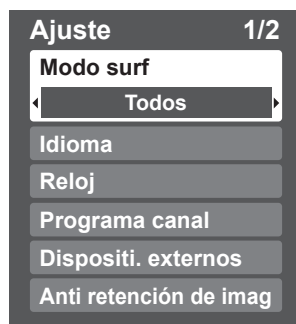 Ajuste 1/2
Modo surf
Todos
Idioma
Reloj
Programa canal
Dispositi. externos
Anti retención de imag